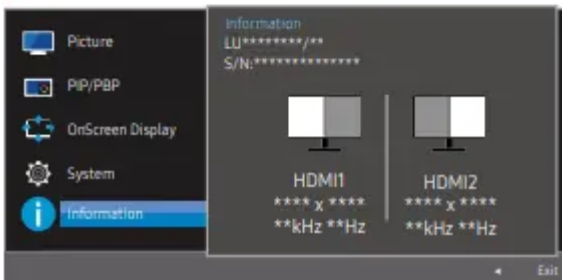 Picture
PIP/PBP
OnScreen Display
System
Information
Information
LU********/**
S/N:**************
HDMI1
**** x ****
**kHz **Hz
HDMI2
**** x ****
**kHz **Hz
Exit